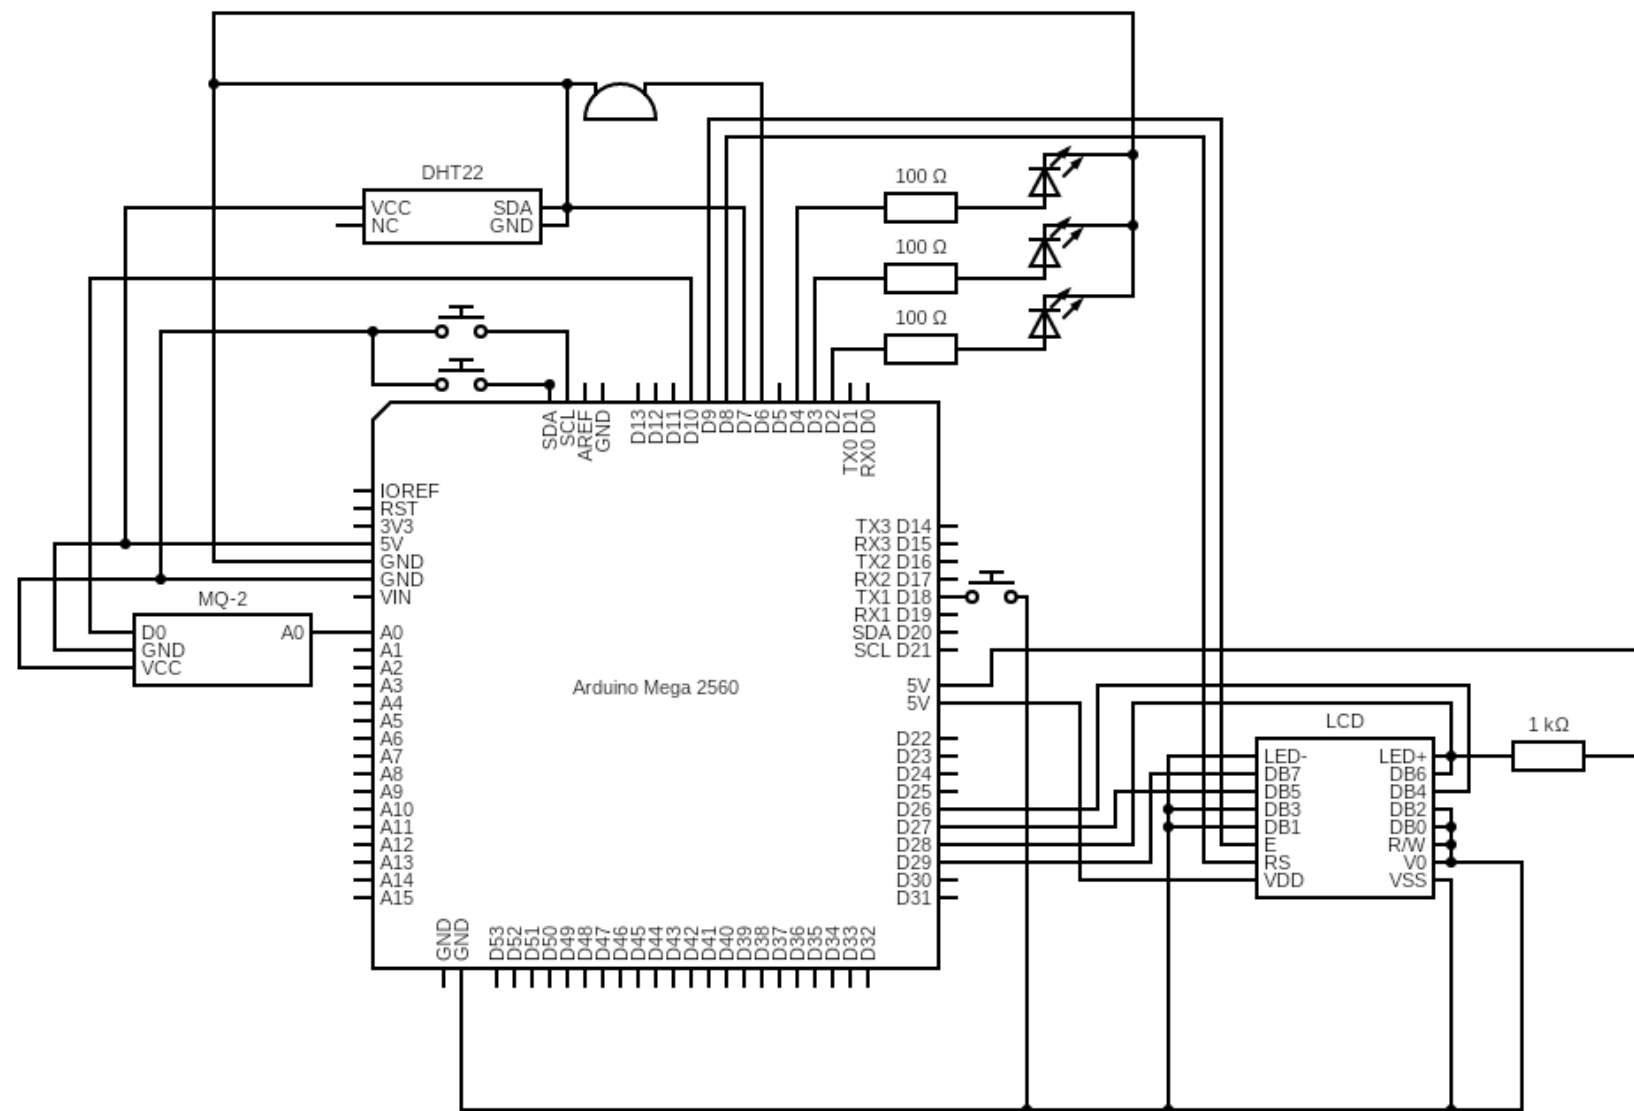 DHT22
VCC SDA
NC GND
100 Ω
100 Ω
100 Ω
SDA SCL AREF GND D13 D12 D11 D10 D9 D8 D7 D6 D5 D4 D3 D2 TX0 D1 RX0 D0
IOREF
RST
3V3
5V
GND
GND
VIN
A0
A1
A2
A3
A4
A5
A6
A7
A8
A9
A10
A11
A12
A13
A14
A15
MQ-2
D0 A0
GND
VCC
Arduino Mega 2560
TX3 D14
RX3 D15
TX2 D16
RX2 D17
TX1 D18
RX1 D19
SDA D20
SCL D21
5V
5V
D22
D23
D24
D25
D26
D27
D28
D29
D30
D31
GND GND D53 D52 D51 D50 D49 D48 D47 D46 D45 D44 D43 D42 D41 D40 D39 D38 D37 D36 D35 D34 D33 D32
LCD
LED- LED+
DB7 DB6
DB5 DB4
DB3 DB2
DB1 DB0
E R/W
RS V0
VDD VSS
1 kΩ